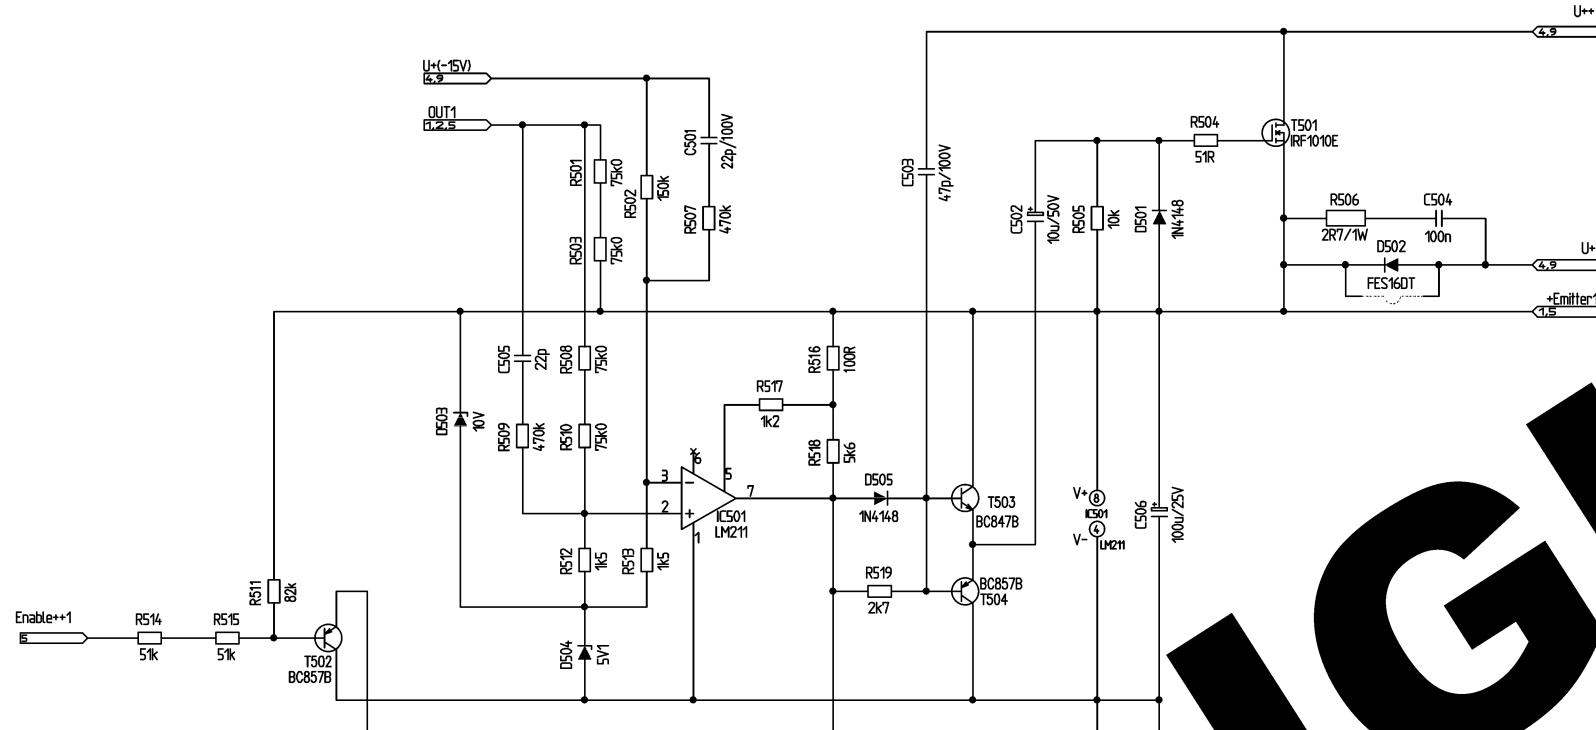 U++
4,9
U+(-15V)
4,9
OUT1
1,2,5
C501
22p/100V
R501
75k0
R502
150k
R507
470k
R503
75k0
C503
47p/100V
R504
51R
T501
IRF1010E
C502
10u/50V
R505
10k
D501
1N4148
R506
2R7/1W
C504
100n
D502
FES16DT
U+
4,9
+Emitter1
1,5
C505
22p
R508
75k0
R516
100R
R517
1k2
D503
10V
R509
470k
R510
75k0
R518
5k6
6
5
3
2
7
1
IC501
LM211
D505
1N4148
T503
BC847B
V+
8
IC501
4
V-
LM211
C506
100u/25V
R512
1k5
R513
1k5
R511
82k
R519
2k7
BC857B
T504
Enable++1
5
R514
51k
R515
51k
T502
BC857B
D504
5V1